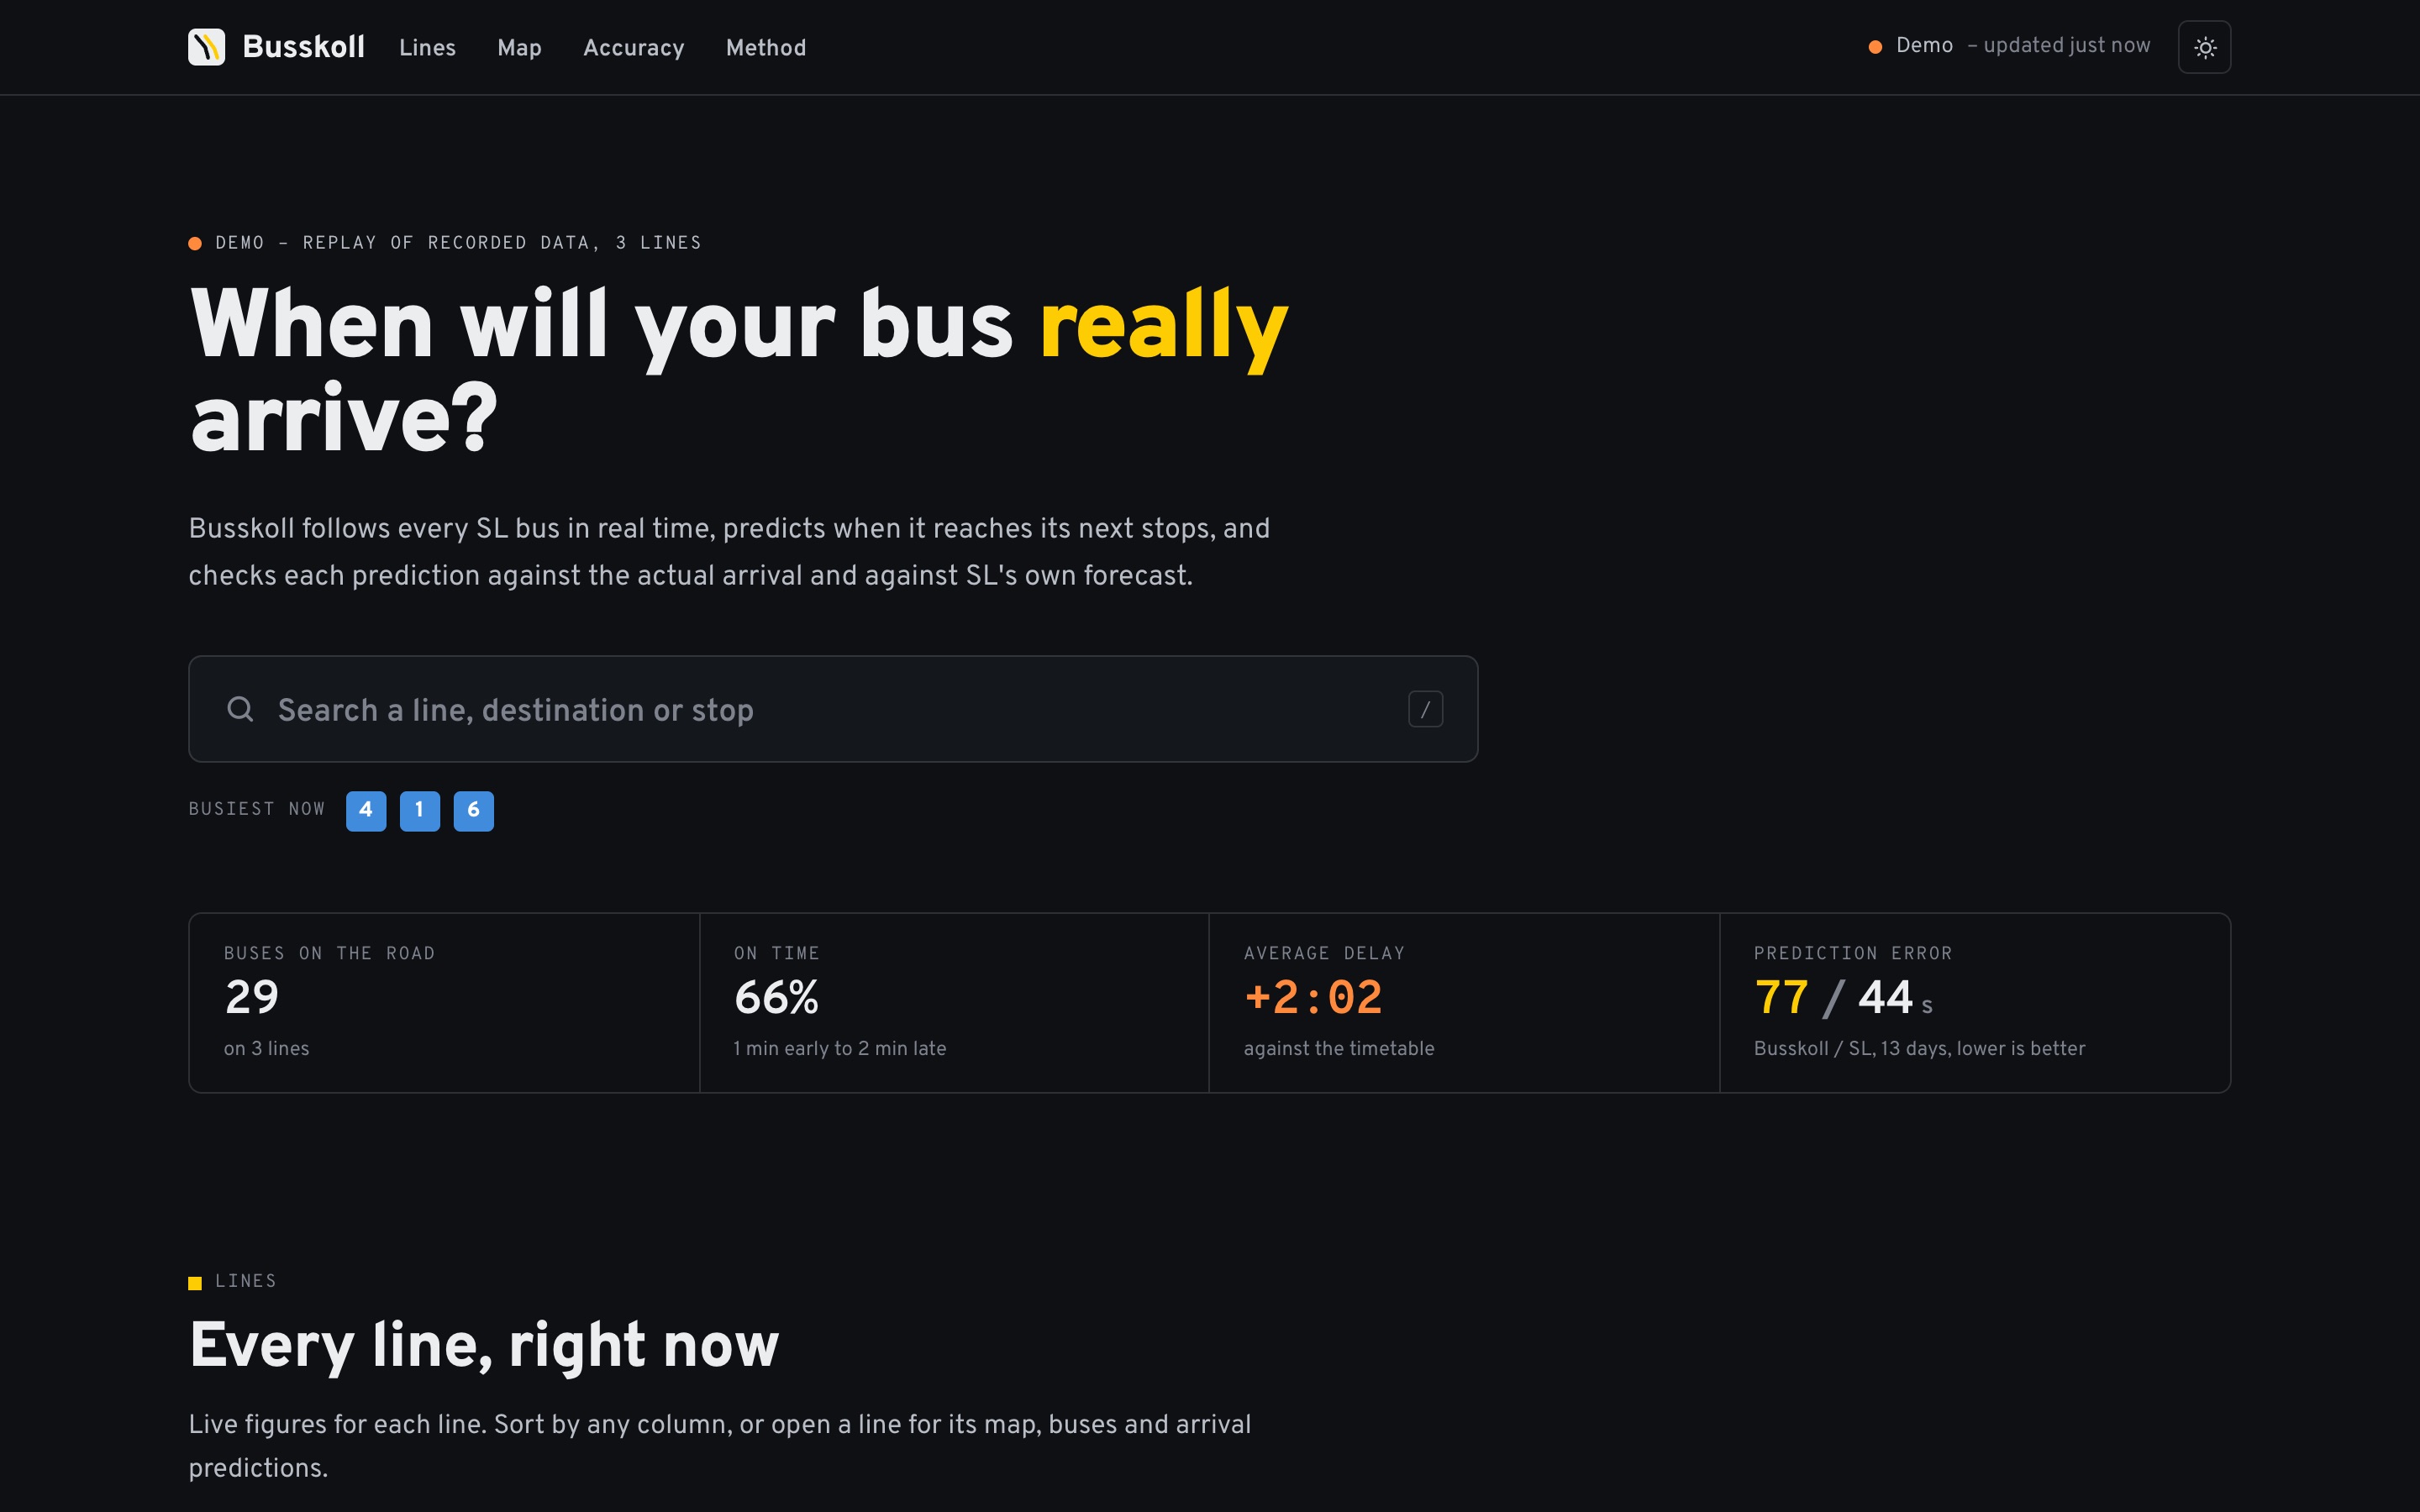 Busskoll Lines Map Accuracy Method Demo – updated just now
DEMO – REPLAY OF RECORDED DATA, 3 LINES
When will your bus really
arrive?
Busskoll follows every SL bus in real time, predicts when it reaches its next stops, and
checks each prediction against the actual arrival and against SL's own forecast.
Search a line, destination or stop /
BUSIEST NOW 4 1 6
BUSES ON THE ROAD
29
on 3 lines
ON TIME
66%
1 min early to 2 min late
AVERAGE DELAY
+2:02
against the timetable
PREDICTION ERROR
77 / 44 s
Busskoll / SL, 13 days, lower is better
LINES
Every line, right now
Live figures for each line. Sort by any column, or open a line for its map, buses and arrival
predictions.